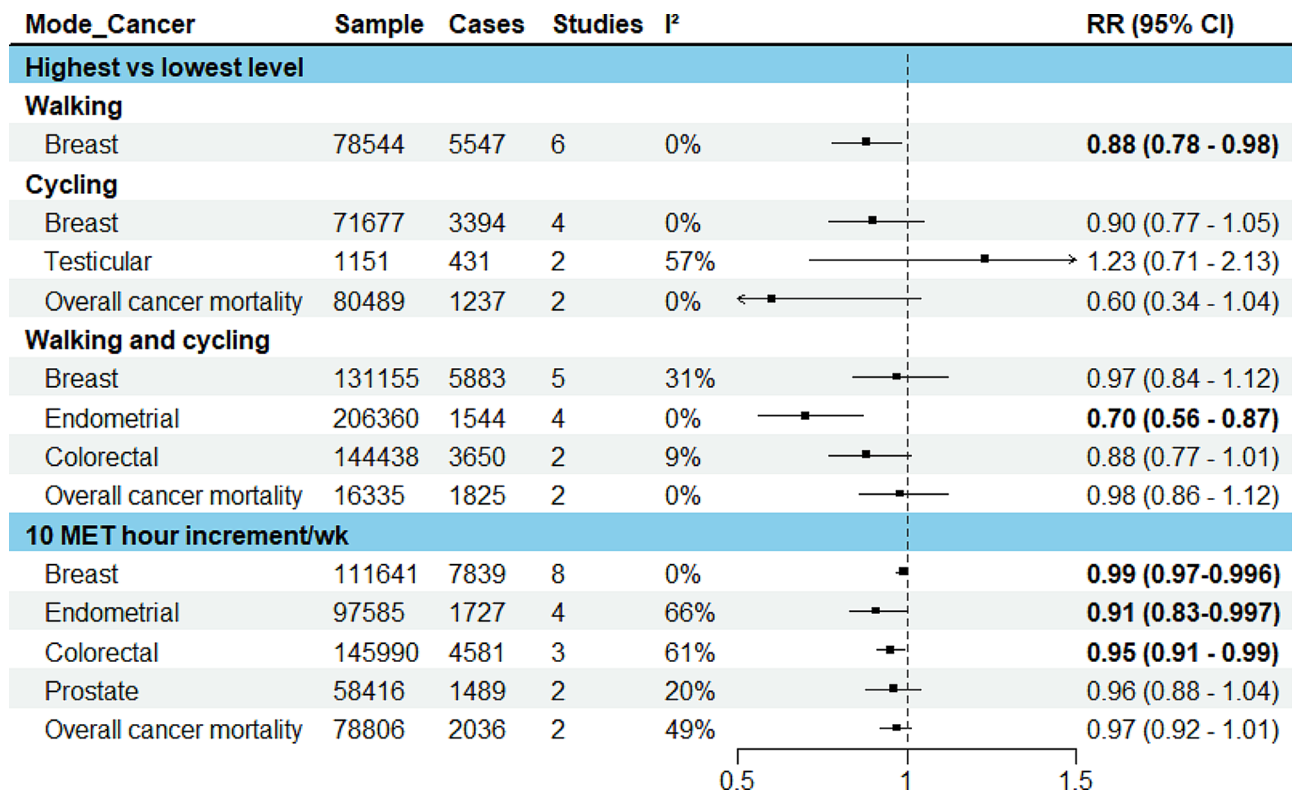 Mode_Cancer Sample Cases Studies I² RR (95% CI)
Highest vs lowest level
Walking
Breast 78544 5547 6 0% 0.88 (0.78 - 0.98)
Cycling
Breast 71677 3394 4 0% 0.90 (0.77 - 1.05)
Testicular 1151 431 2 57% 1.23 (0.71 - 2.13)
Overall cancer mortality 80489 1237 2 0% 0.60 (0.34 - 1.04)
Walking and cycling
Breast 131155 5883 5 31% 0.97 (0.84 - 1.12)
Endometrial 206360 1544 4 0% 0.70 (0.56 - 0.87)
Colorectal 144438 3650 2 9% 0.88 (0.77 - 1.01)
Overall cancer mortality 16335 1825 2 0% 0.98 (0.86 - 1.12)
10 MET hour increment/wk
Breast 111641 7839 8 0% 0.99 (0.97-0.996)
Endometrial 97585 1727 4 66% 0.91 (0.83-0.997)
Colorectal 145990 4581 3 61% 0.95 (0.91 - 0.99)
Prostate 58416 1489 2 20% 0.96 (0.88 - 1.04)
Overall cancer mortality 78806 2036 2 49% 0.97 (0.92 - 1.01)
0.5 1 1.5